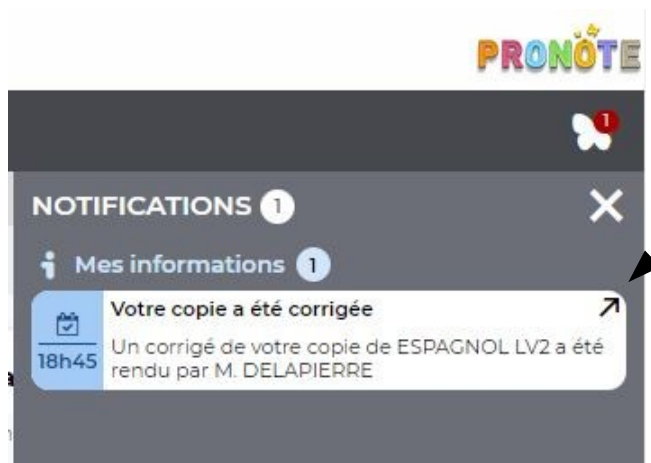 PRONOTE
1
NOTIFICATIONS 1
Mes informations 1
Votre copie a été corrigée
18h45
Un corrigé de votre copie de ESPAGNOL LV2 a été
rendu par M. DELAPIERRE